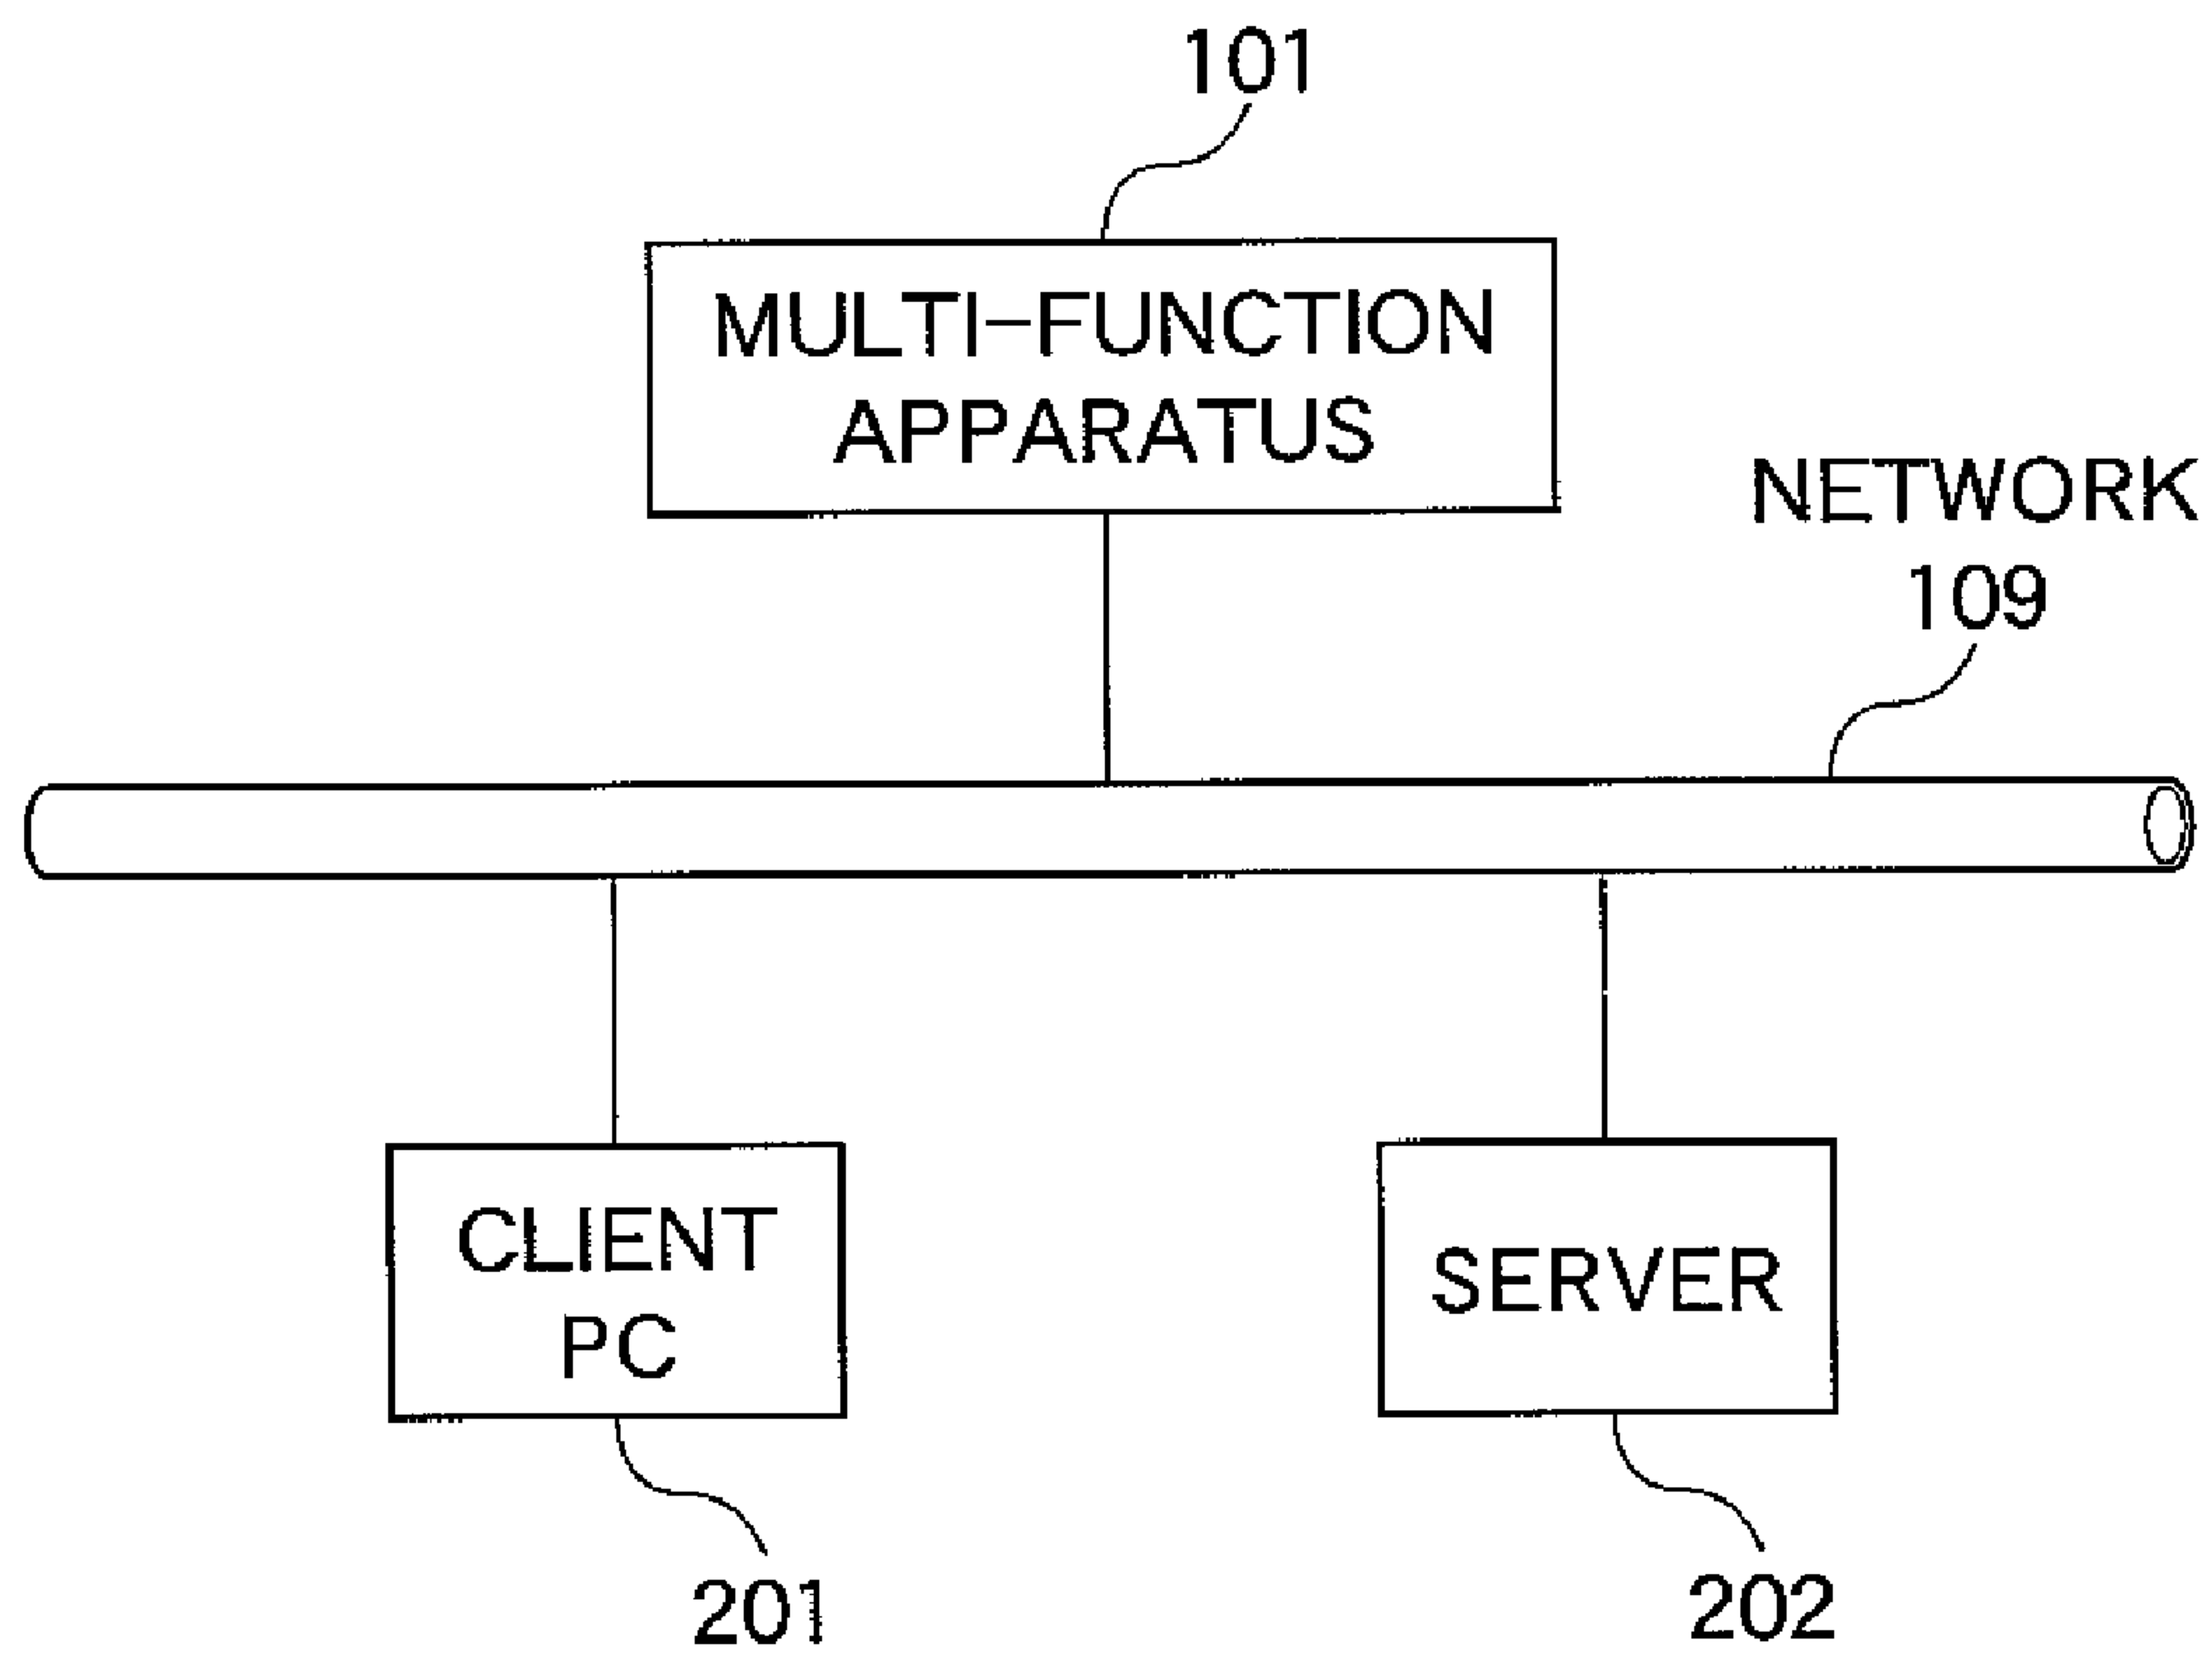 101
MULTI-FUNCTION
APPARATUS
NETWORK
109
CLIENT
PC
SERVER
201
202